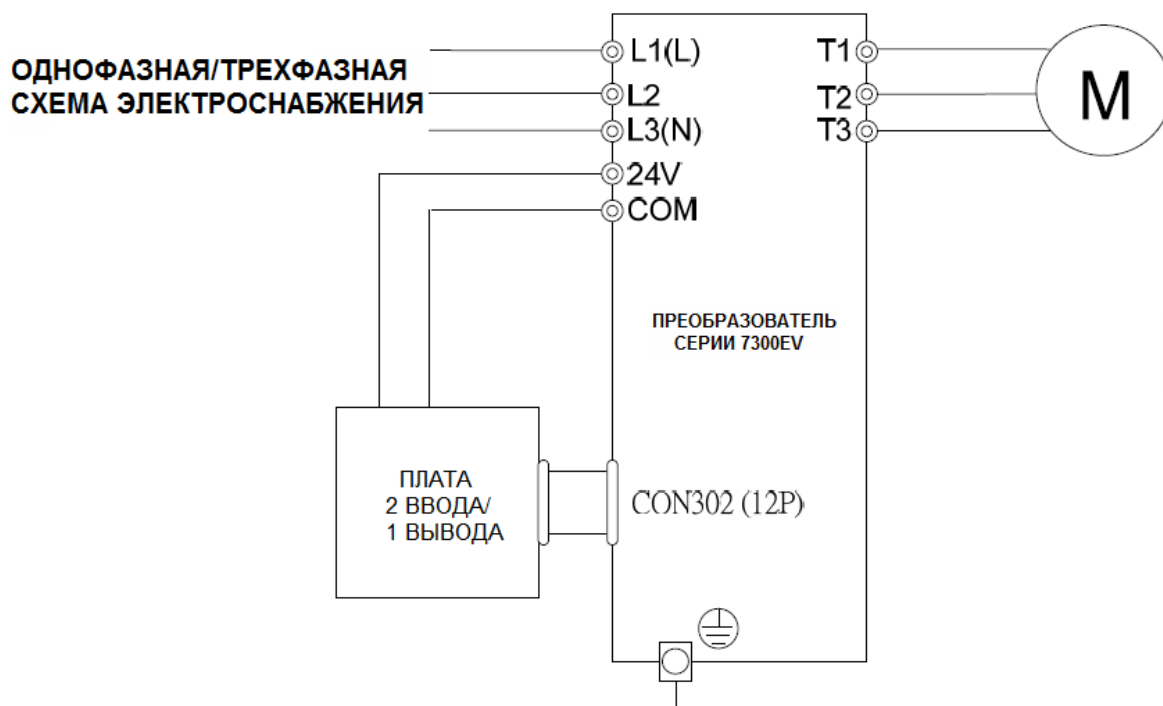 ОДНОФАЗНАЯ/ТРЕХФАЗНАЯ
СХЕМА ЭЛЕКТРОСНАБЖЕНИЯ
L1(L)
L2
L3(N)
24V
COM
T1
T2
T3
M
ПРЕОБРАЗОВАТЕЛЬ
СЕРИИ 7300EV
ПЛАТА
2 ВВОДА/
1 ВЫВОДА
CON302 (12P)